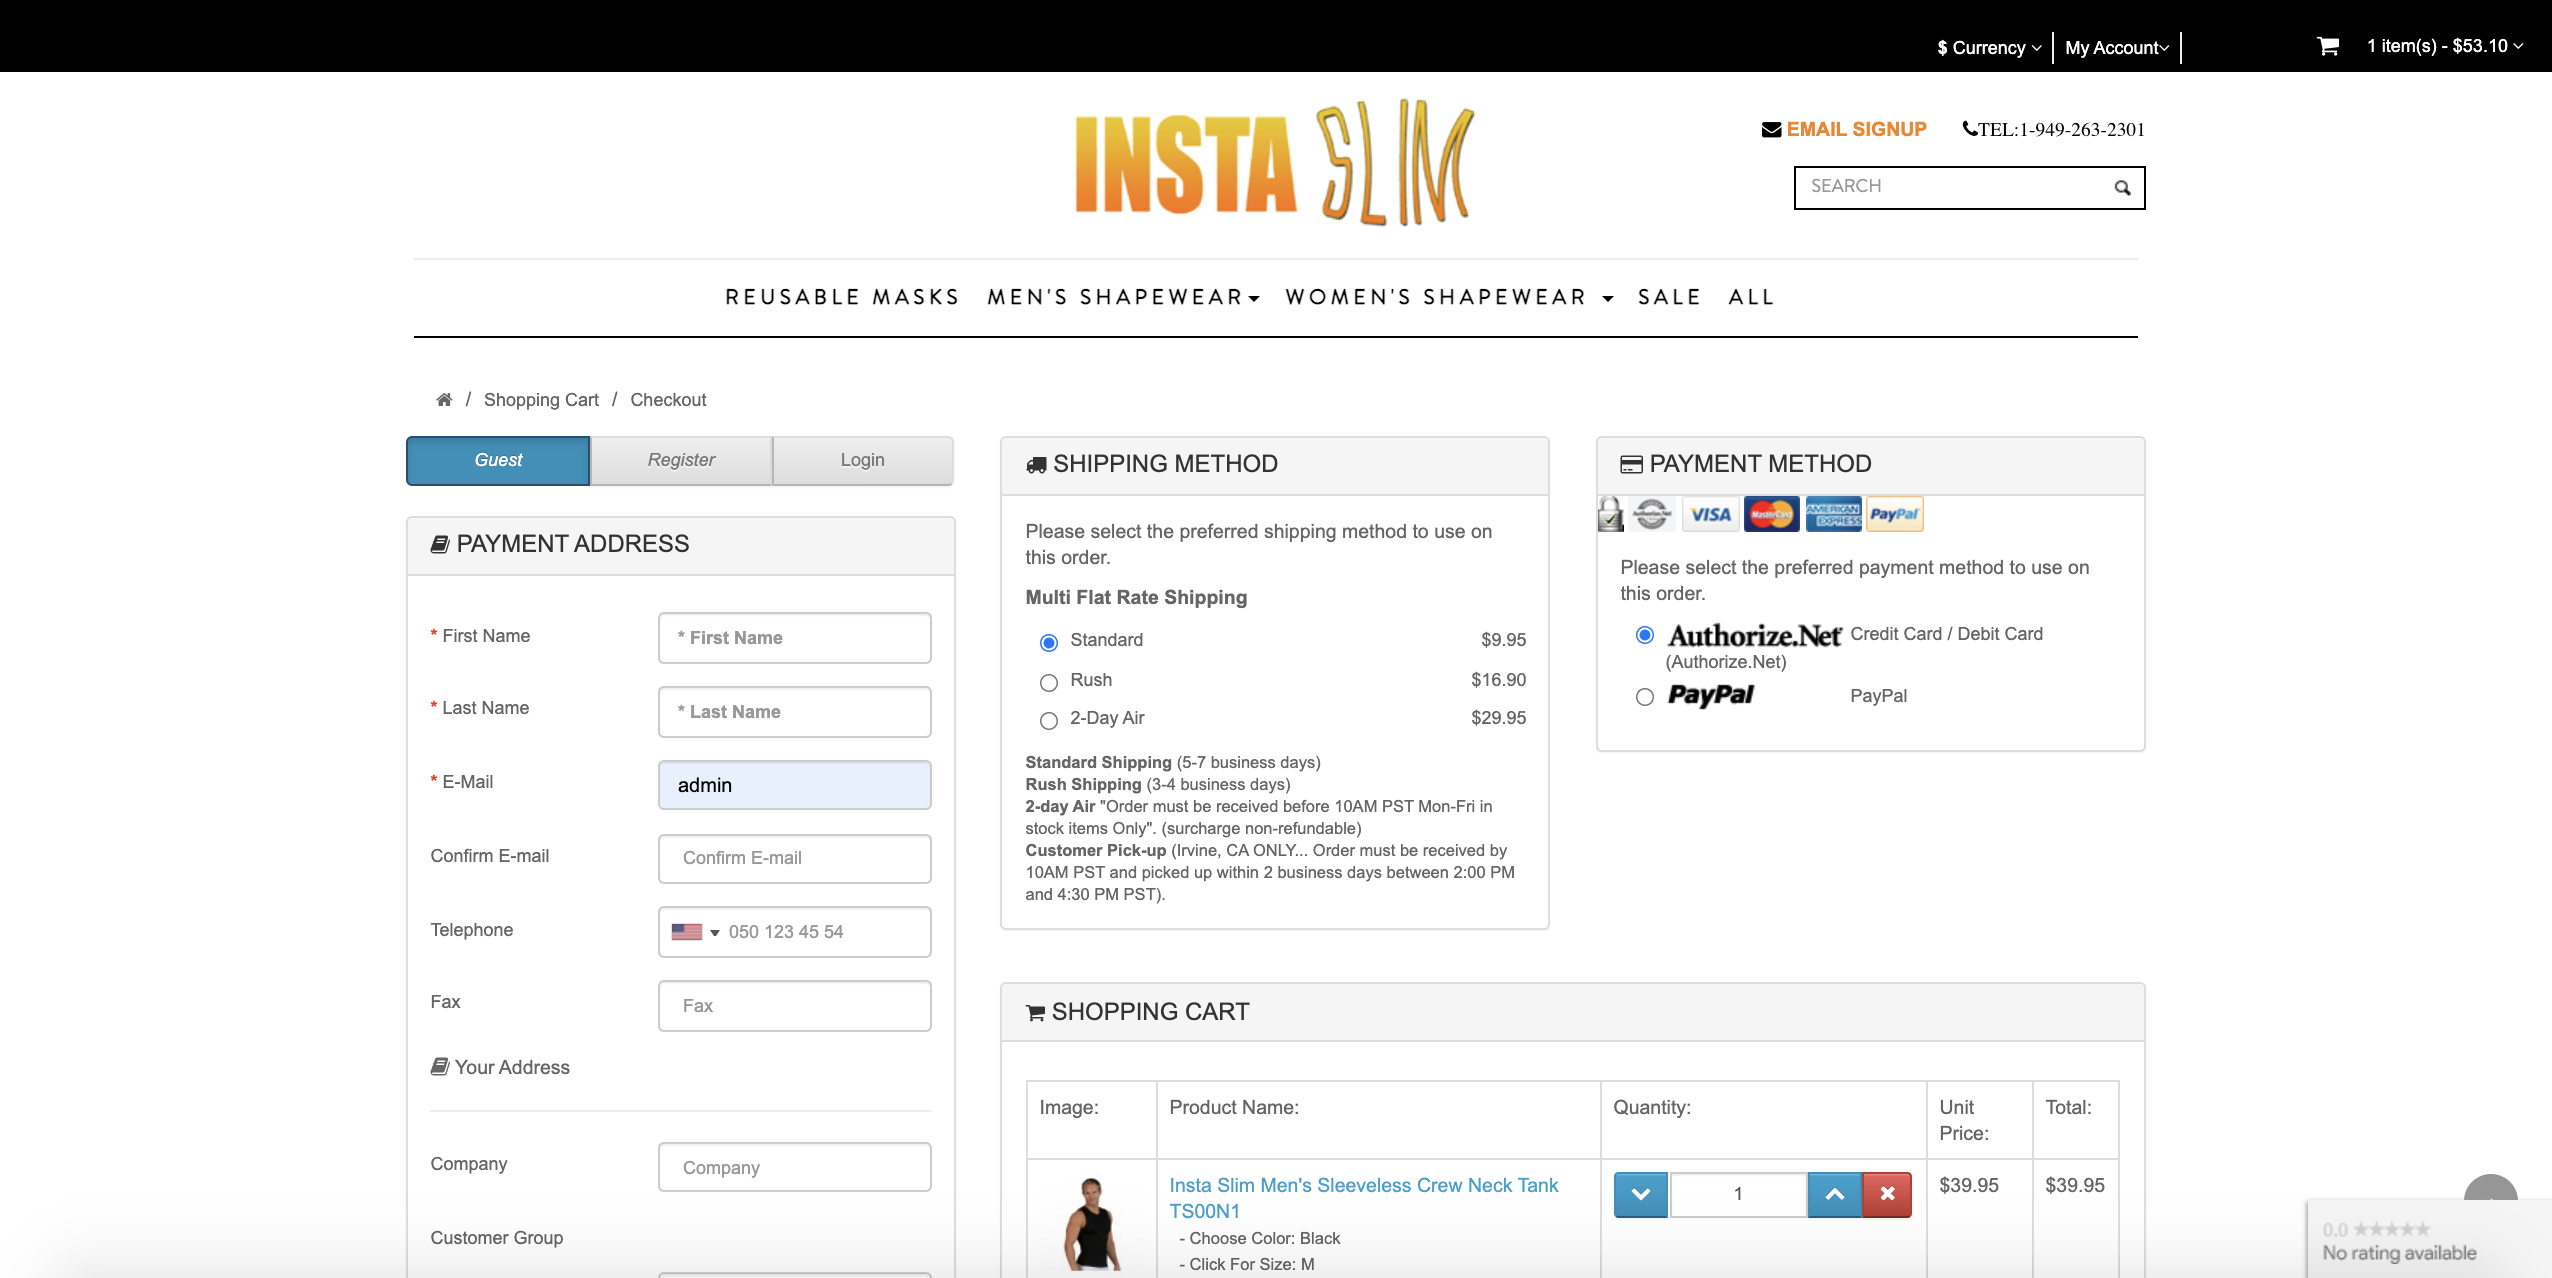 $ Currency
My Account
1 item(s) - $53.10
INSTA SLIM
EMAIL SIGNUP
TEL:1-949-263-2301
SEARCH
REUSABLE MASKS
MEN'S SHAPEWEAR
WOMEN'S SHAPEWEAR
SALE
ALL
/ Shopping Cart / Checkout
Guest
Register
Login
PAYMENT ADDRESS
* First Name
* First Name
* Last Name
* Last Name
* E-Mail
admin
Confirm E-mail
Confirm E-mail
Telephone
050 123 45 54
Fax
Fax
Your Address
Company
Company
Customer Group
SHIPPING METHOD
Please select the preferred shipping method to use on
this order.
Multi Flat Rate Shipping
Standard $9.95
Rush $16.90
2-Day Air $29.95
Standard Shipping (5-7 business days)
Rush Shipping (3-4 business days)
2-day Air "Order must be received before 10AM PST Mon-Fri in
stock items Only". (surcharge non-refundable)
Customer Pick-up (Irvine, CA ONLY... Order must be received by
10AM PST and picked up within 2 business days between 2:00 PM
and 4:30 PM PST).
PAYMENT METHOD
Authorize.Net VISA MasterCard AMERICAN EXPRESS PayPal
Please select the preferred payment method to use on
this order.
Authorize.Net Credit Card / Debit Card
(Authorize.Net)
PayPal PayPal
SHOPPING CART
Image:
Product Name:
Quantity:
Unit
Price:
Total:
Insta Slim Men's Sleeveless Crew Neck Tank
TS00N1
- Choose Color: Black
- Click For Size: M
1
$39.95
$39.95
0.0
No rating available